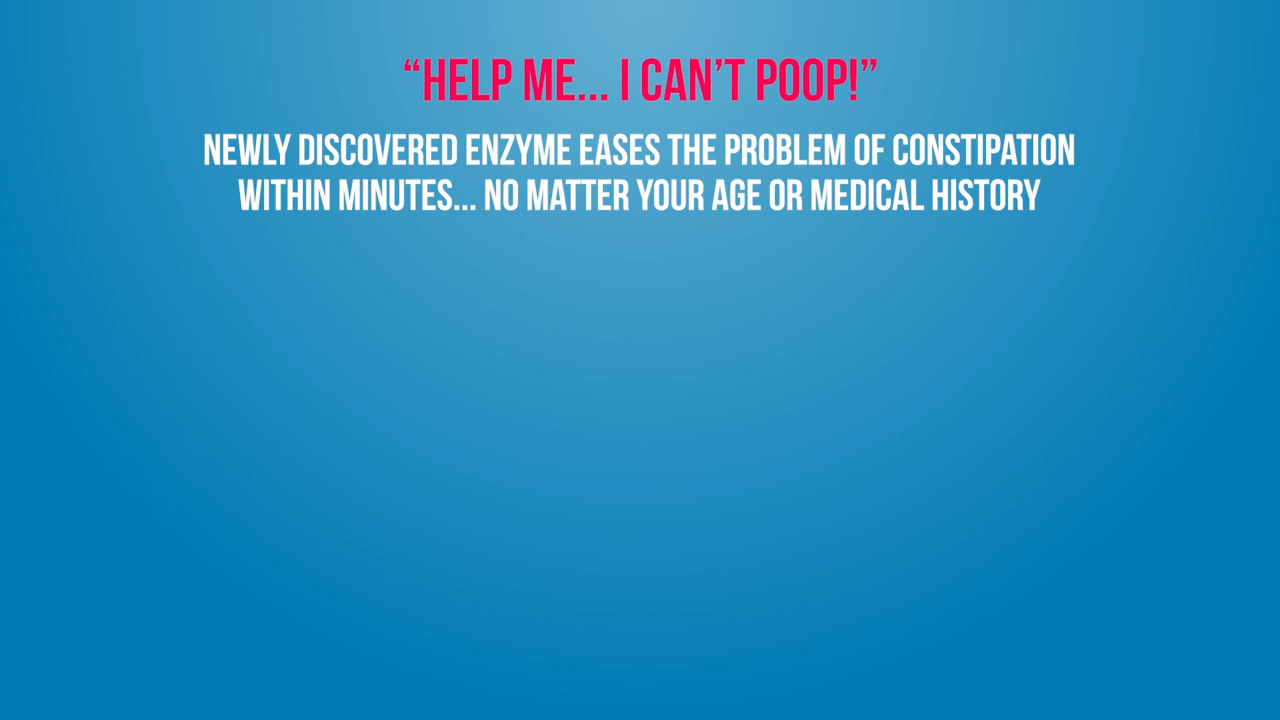 “HELP ME... I CAN’T POOP!”
NEWLY DISCOVERED ENZYME EASES THE PROBLEM OF CONSTIPATION
WITHIN MINUTES... NO MATTER YOUR AGE OR MEDICAL HISTORY